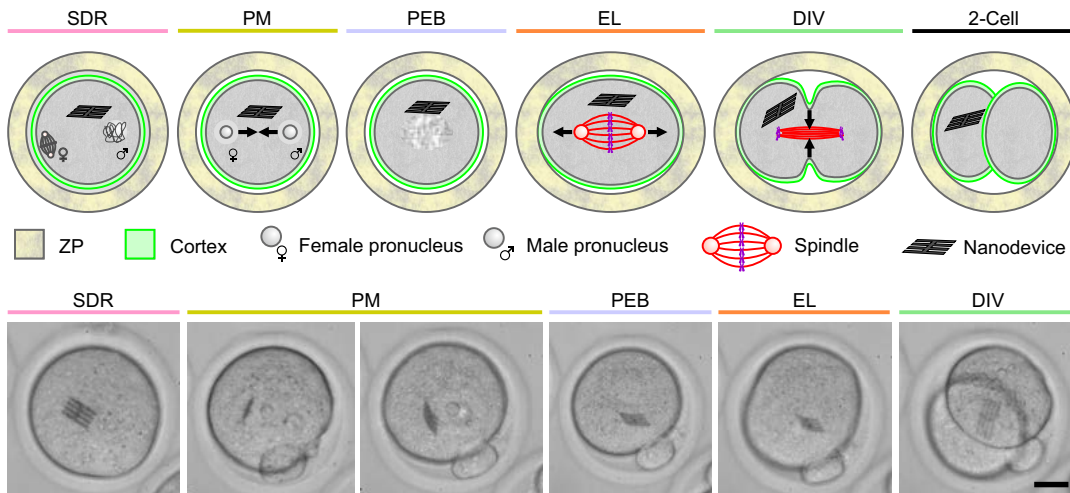 SDR PM PEB EL DIV 2-Cell
♀ ♂ ♀ ♂
ZP Cortex ♀ Female pronucleus ♂ Male pronucleus Spindle Nanodevice
SDR PM PEB EL DIV